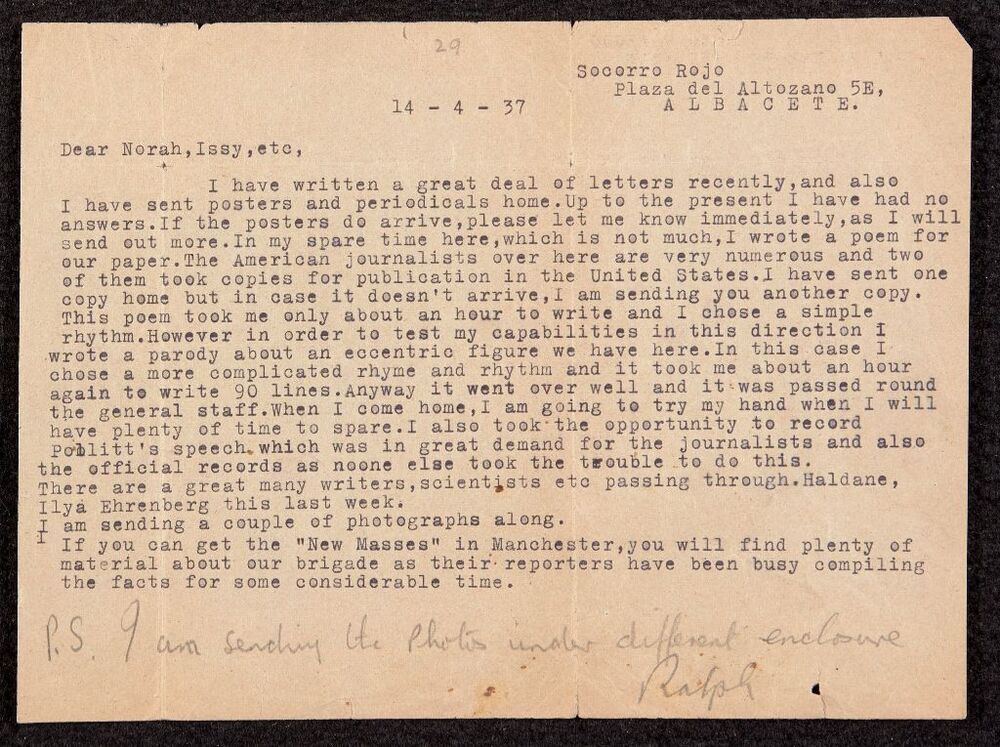 29
Socorro Rojo
Plaza del Altozano 5E,
A L B A C E T E.
14 - 4 - 37
Dear Norah,Issy,etc,
I have written a great deal of letters recently,and also
I have sent posters and periodicals home.Up to the present I have had no
answers.If the posters do arrive,please let me know immediately,as I will
send out more.In my spare time here,which is not much,I wrote a poem for
our paper.The American journalists over here are very numerous and two
of them took copies for publication in the United States.I have sent one
copy home but in case it doesn't arrive,I am sending you another copy.
This poem took me only about an hour to write and I chose a simple
rhythm.However in order to test my capabilities in this direction I
wrote a parody about an eccentric figure we have here.In this case I
chose a more complicated rhyme and rhythm and it took me about an hour
again to write 90 lines.Anyway it went over well and it was passed round
the general staff.When I come home,I am going to try my hand when I will
have plenty of time to spare.I also took the opportunity to record
Pollitt's speech which was in great demand for the journalists and also
the official records as noone else took the trouble to do this.
There are a great many writers,scientists etc passing through.Haldane,
Ilya Ehrenberg this last week.
I am sending a couple of photographs along.
I If you can get the "New Masses" in Manchester,you will find plenty of
material about our brigade as their reporters have been busy compiling
the facts for some considerable time.
P.S. I am sending the Photos under different enclosure
Ralph